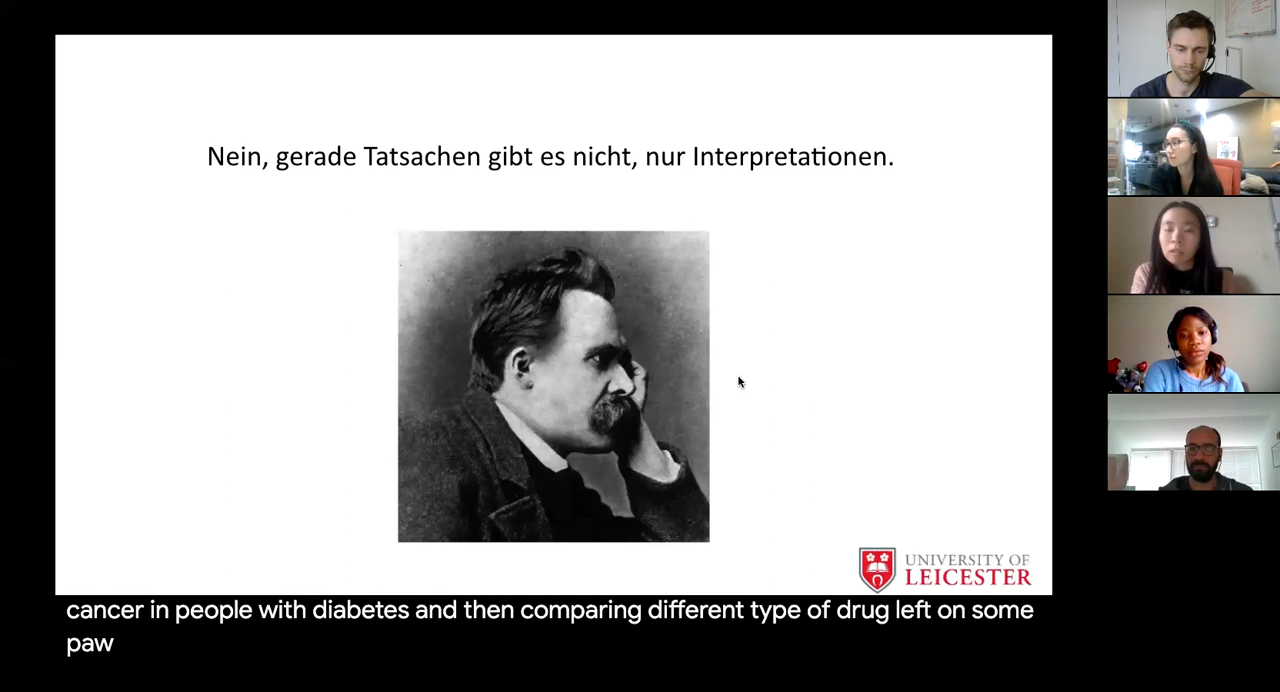 Nein, gerade Tatsachen gibt es nicht, nur Interpretationen.
UNIVERSITY OF
LEICESTER
cancer in people with diabetes and then comparing different type of drug left on some
paw